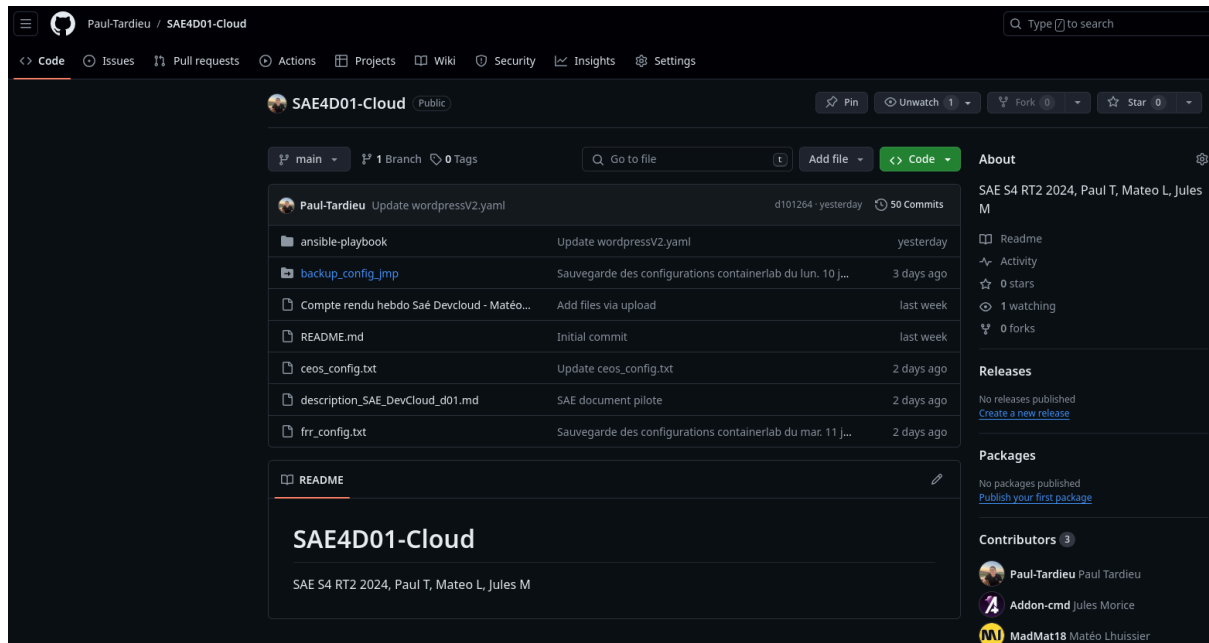 Paul-Tardieu / SAE4D01-Cloud
Type / to search
<> Code Issues Pull requests Actions Projects Wiki Security Insights Settings
SAE4D01-Cloud Public
Pin Unwatch 1 Fork 0 Star 0
main 1 Branch 0 Tags Go to file t Add file <> Code
Paul-Tardieu Update wordpressV2.yaml d101264 · yesterday 50 Commits
ansible-playbook Update wordpressV2.yaml yesterday
backup_config_jmp Sauvegarde des configurations containerlab du lun. 10 j... 3 days ago
Compte rendu hebdo Saé Devcloud - Matéo... Add files via upload last week
README.md Initial commit last week
ceos_config.txt Update ceos_config.txt 2 days ago
description_SAE_DevCloud_d01.md SAE document pilote 2 days ago
frr_config.txt Sauvegarde des configurations containerlab du mar. 11 j... 2 days ago
README
SAE4D01-Cloud
SAE S4 RT2 2024, Paul T, Mateo L, Jules M
About
SAE S4 RT2 2024, Paul T, Mateo L, Jules
M
Readme
Activity
0 stars
1 watching
0 forks
Releases
No releases published
Create a new release
Packages
No packages published
Publish your first package
Contributors 3
Paul-Tardieu Paul Tardieu
Addon-cmd Jules Morice
MadMat18 Matéo Lhuissier